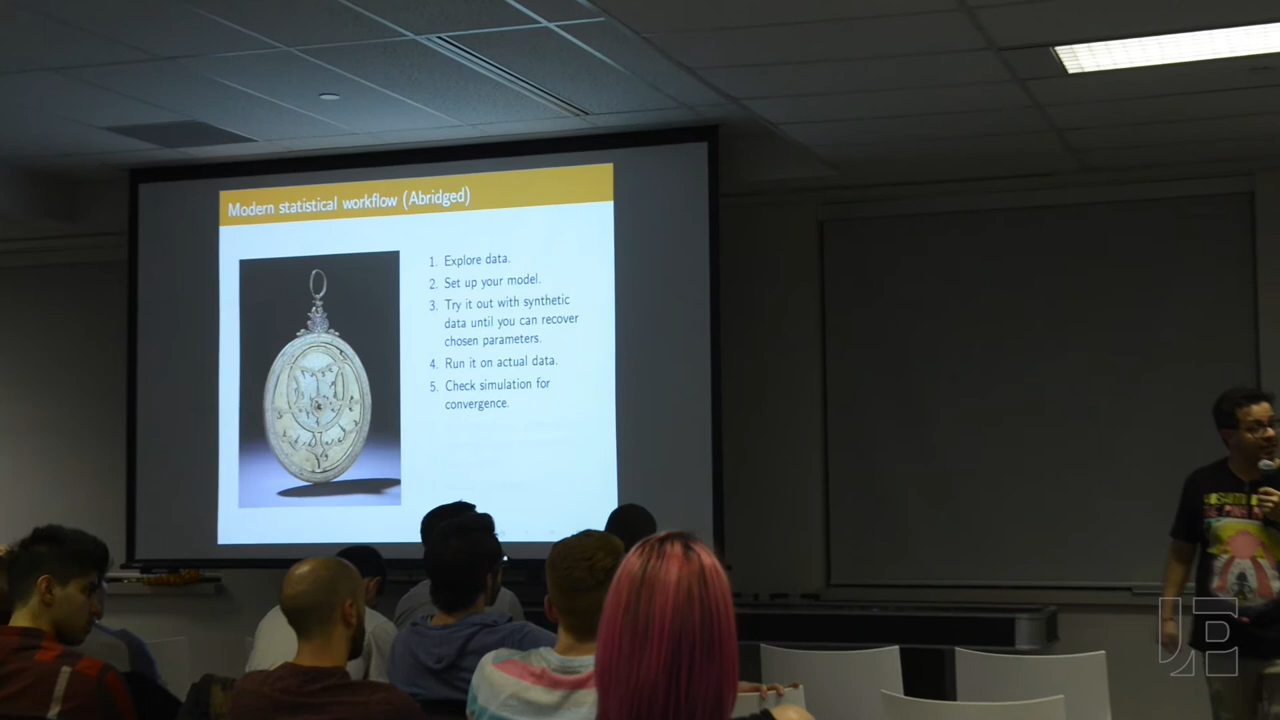 Modern statistical workflow (Abridged)
1. Explore data.
2. Set up your model.
3. Try it out with synthetic
data until you can recover
chosen parameters.
4. Run it on actual data.
5. Check simulation for
convergence.